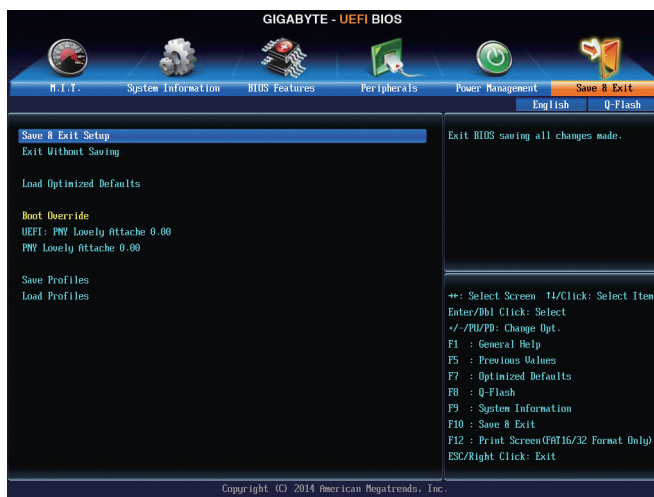 GIGABYTE - UEFI BIOS
M.I.T. System Information BIOS Features Peripherals Power Management Save & Exit
English Q-Flash
Save & Exit Setup
Exit Without Saving
Load Optimized Defaults
Boot Override
UEFI: PNY Lovely Attache 0.00
PNY Lovely Attache 0.00
Save Profiles
Load Profiles
Exit BIOS saving all changes made.
→←: Select Screen ↑↓/Click: Select Item
Enter/Dbl Click: Select
+/-/PU/PD: Change Opt.
F1 : General Help
F5 : Previous Values
F7 : Optimized Defaults
F8 : Q-Flash
F9 : System Information
F10 : Save & Exit
F12 : Print Screen(FAT16/32 Format Only)
ESC/Right Click: Exit
Copyright (C) 2014 American Megatrends, Inc.